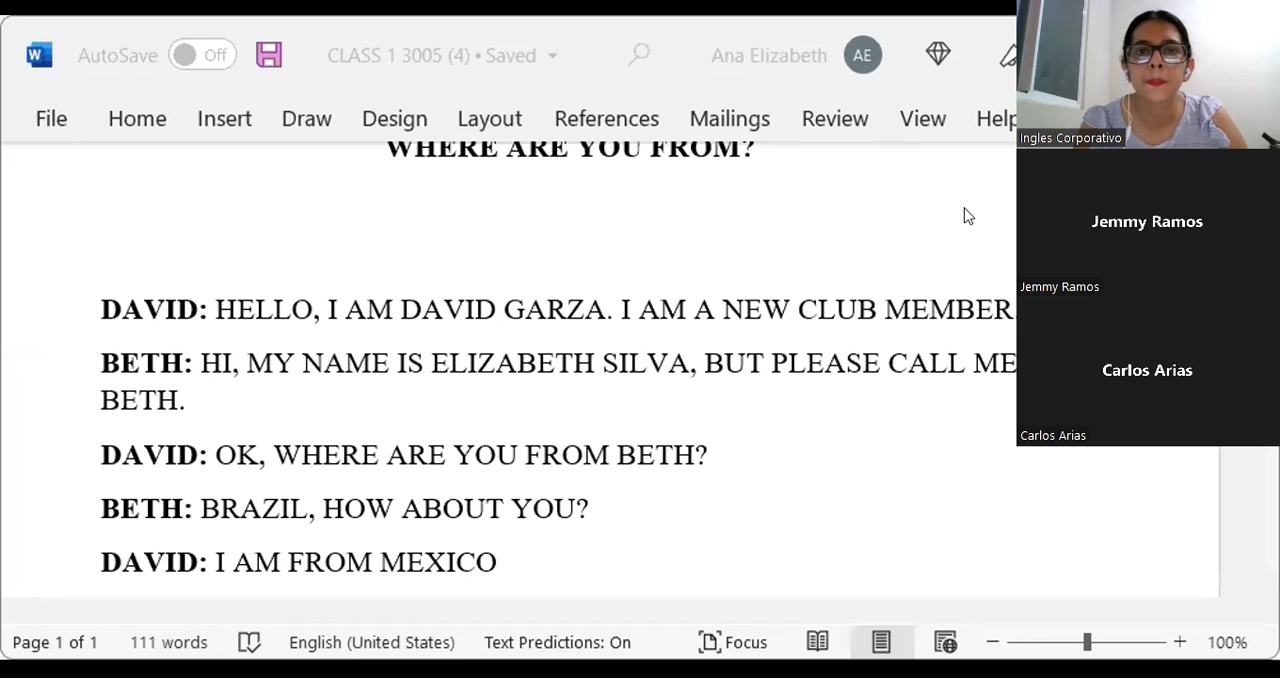 AutoSave Off CLASS 1 3005 (4) • Saved Ana Elizabeth AE
File Home Insert Draw Design Layout References Mailings Review View Help
WHERE ARE YOU FROM?
DAVID: HELLO, I AM DAVID GARZA. I AM A NEW CLUB MEMBER.
BETH: HI, MY NAME IS ELIZABETH SILVA, BUT PLEASE CALL ME
BETH.
DAVID: OK, WHERE ARE YOU FROM BETH?
BETH: BRAZIL, HOW ABOUT YOU?
DAVID: I AM FROM MEXICO
Page 1 of 1 111 words English (United States) Text Predictions: On Focus 100%
Ingles Corporativo
Jemmy Ramos
Jemmy Ramos
Carlos Arias
Carlos Arias